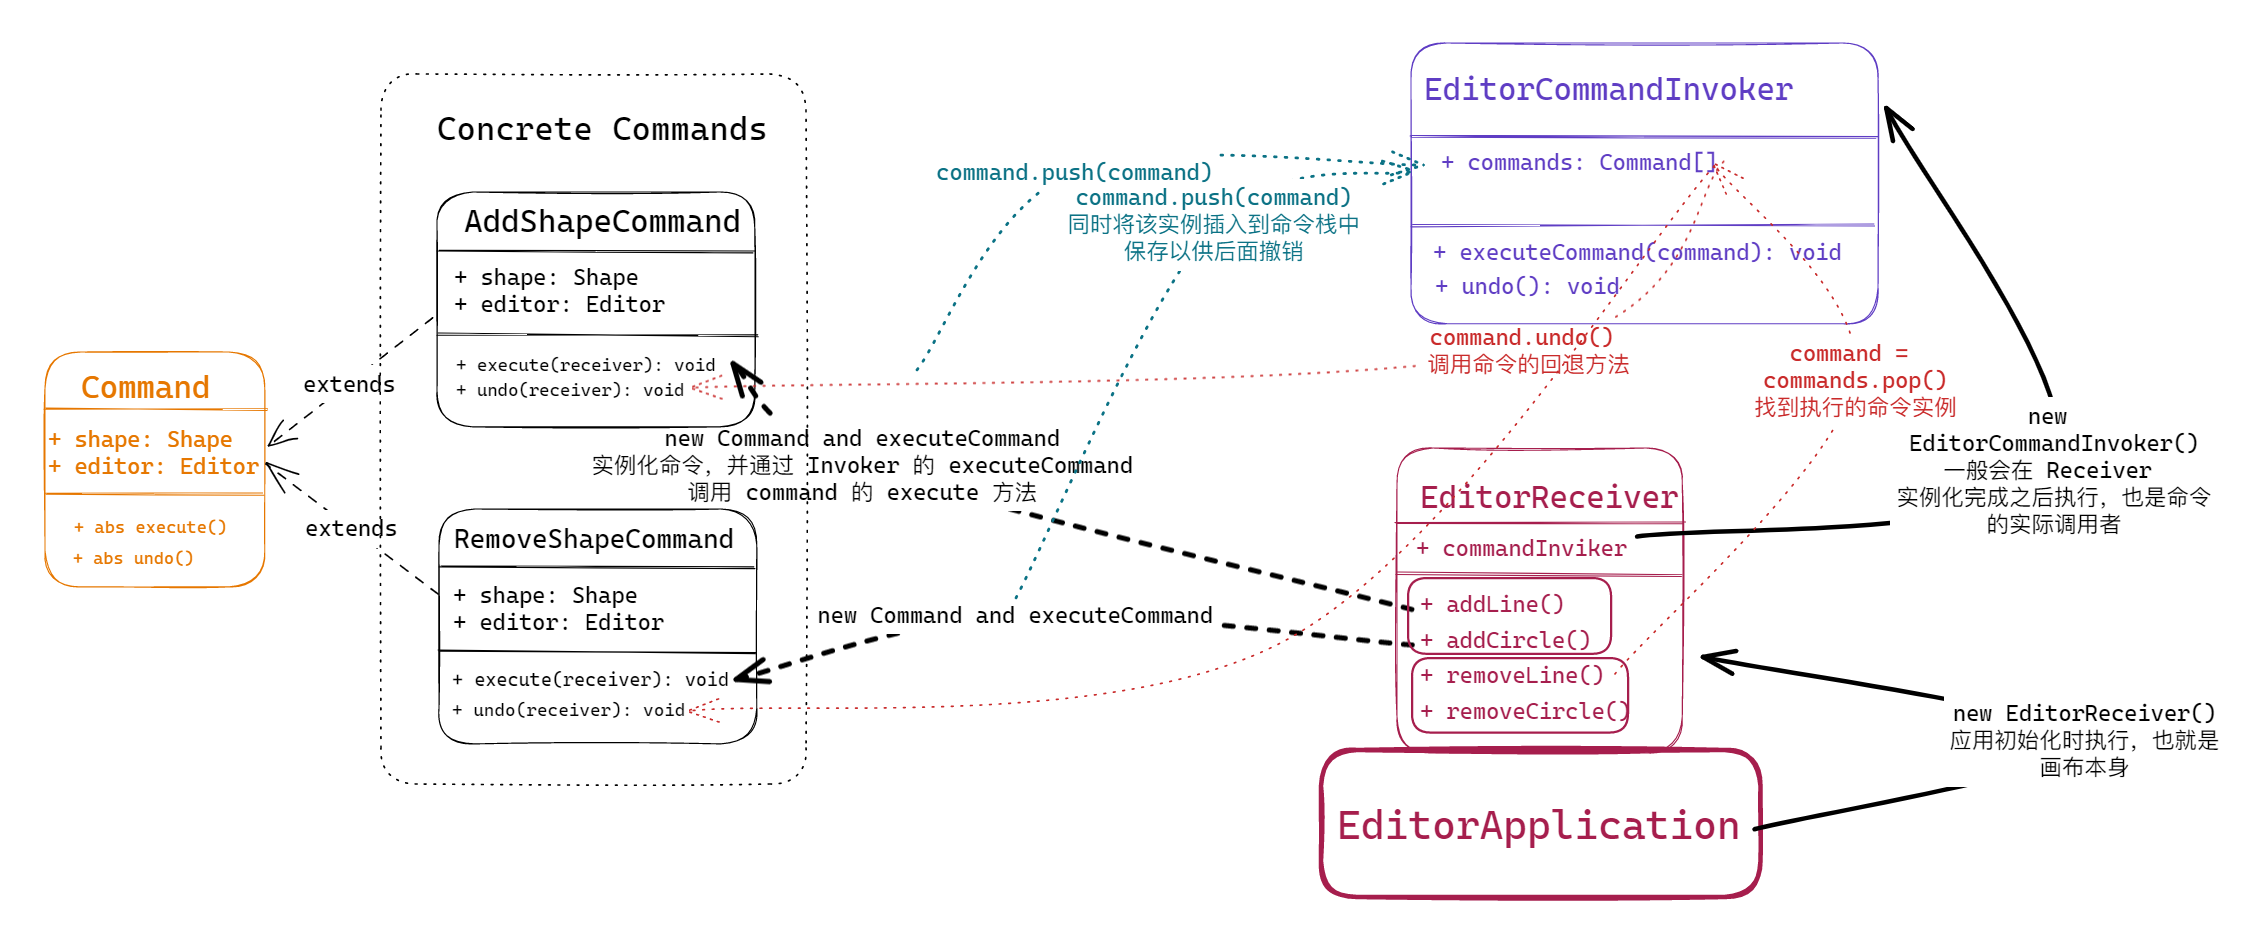 Concrete Commands
AddShapeCommand
+ shape: Shape
+ editor: Editor
+ execute(receiver): void
+ undo(receiver): void
RemoveShapeCommand
+ shape: Shape
+ editor: Editor
+ execute(receiver): void
+ undo(receiver): void
Command
+ shape: Shape
+ editor: Editor
+ abs execute()
+ abs undo()
extends
extends
command.push(command)
command.push(command)
同时将该实例插入到命令栈中
保存以供后面撤销
new Command and executeCommand
实例化命令，并通过 Invoker 的 executeCommand
调用 command 的 execute 方法
new Command and executeCommand
EditorCommandInvoker
+ commands: Command[]
+ executeCommand(command): void
+ undo(): void
command.undo()
调用命令的回退方法
command =
commands.pop()
找到执行的命令实例
new
EditorCommandInvoker()
一般会在 Receiver
实例化完成之后执行，也是命令
的实际调用者
EditorReceiver
+ commandInviker
+ addLine()
+ addCircle()
+ removeLine()
+ removeCircle()
new EditorReceiver()
应用初始化时执行，也就是
画布本身
EditorApplication